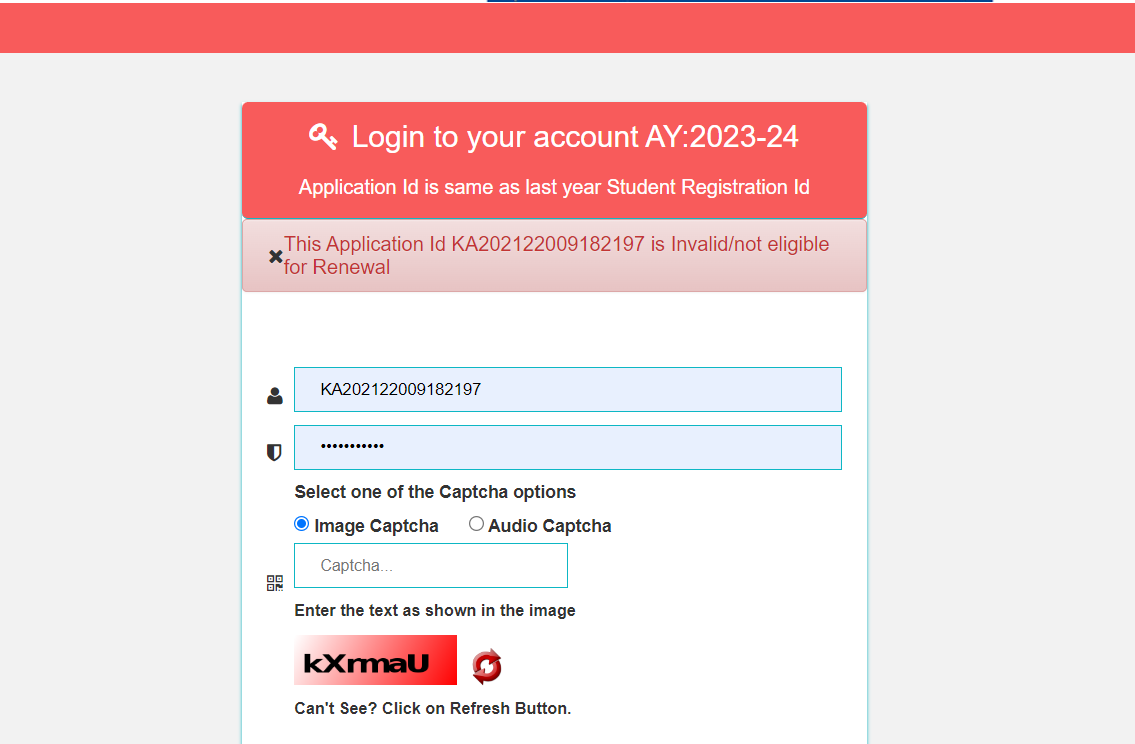 Login to your account AY:2023-24
Application Id is same as last year Student Registration Id
This Application Id KA202122009182197 is Invalid/not eligible
for Renewal
KA202122009182197
•••••••••••
Select one of the Captcha options
Image Captcha Audio Captcha
Captcha...
Enter the text as shown in the image
kXrmaU
Can't See? Click on Refresh Button.